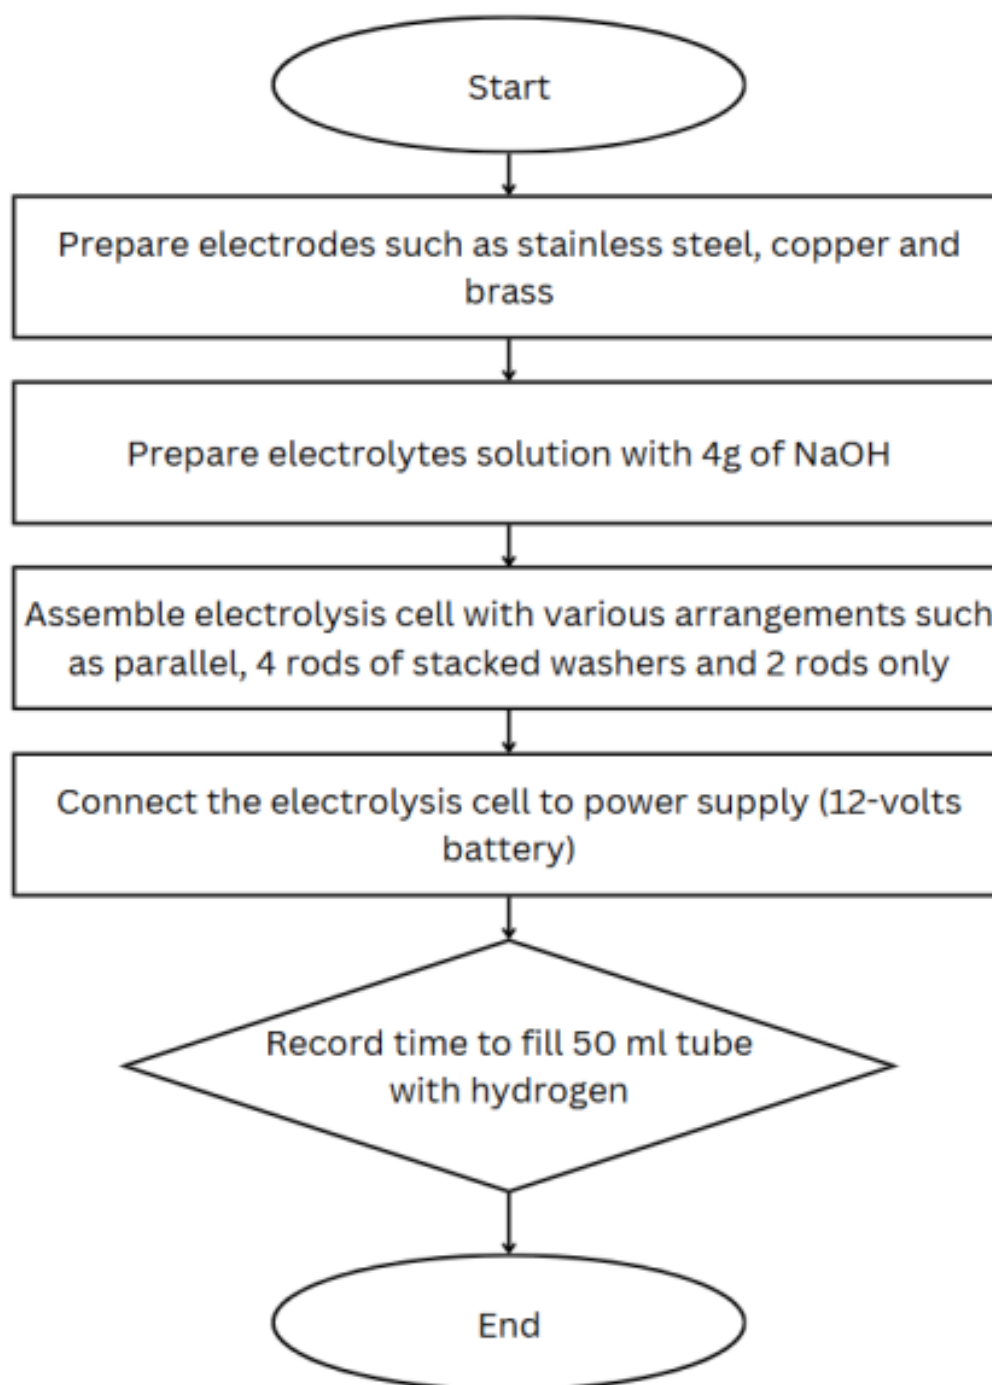 Start
Prepare electrodes such as stainless steel, copper and
brass
Prepare electrolytes solution with 4g of NaOH
Assemble electrolysis cell with various arrangements such
as parallel, 4 rods of stacked washers and 2 rods only
Connect the electrolysis cell to power supply (12-volts
battery)
Record time to fill 50 ml tube
with hydrogen
End